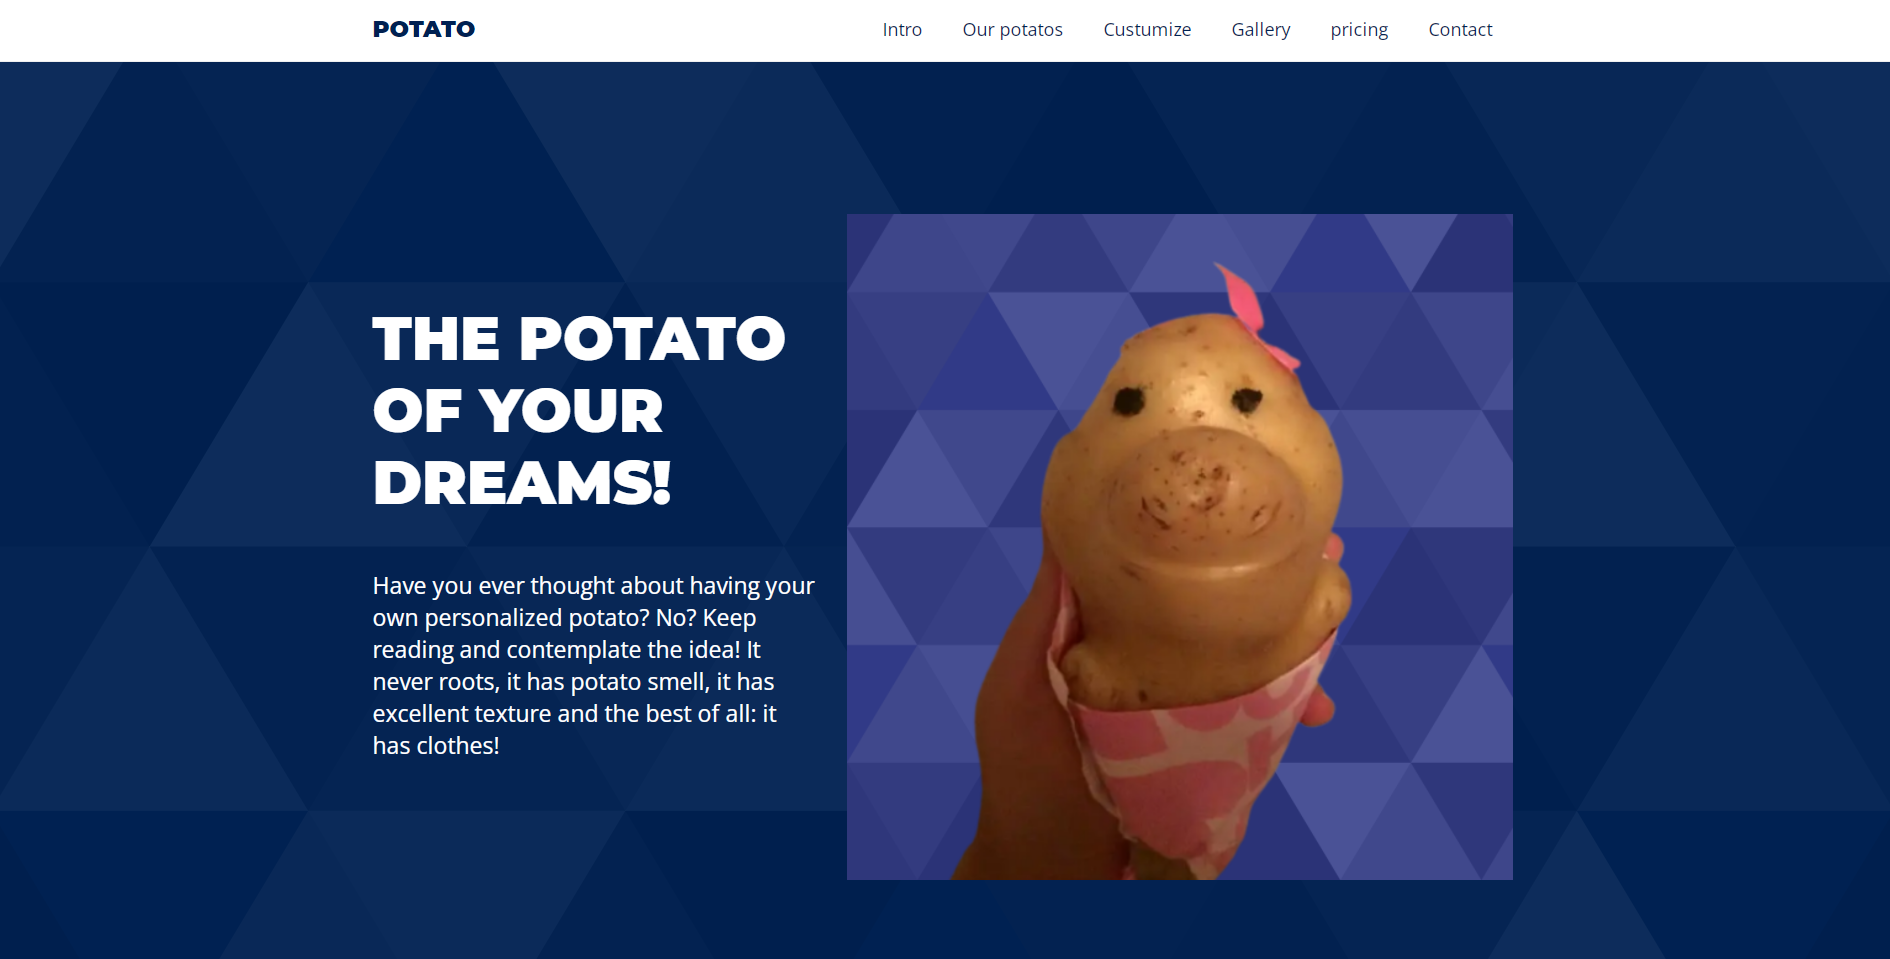 POTATO
Intro Our potatos Custumize Gallery pricing Contact
THE POTATO
OF YOUR
DREAMS!
Have you ever thought about having your
own personalized potato? No? Keep
reading and contemplate the idea! It
never roots, it has potato smell, it has
excellent texture and the best of all: it
has clothes!